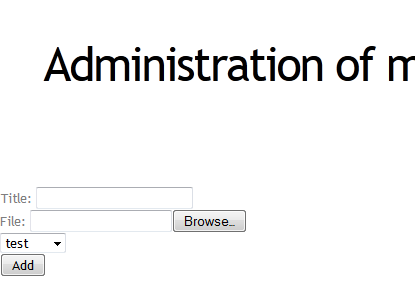 Administration of m
Title:
File: Browse..
test
Add